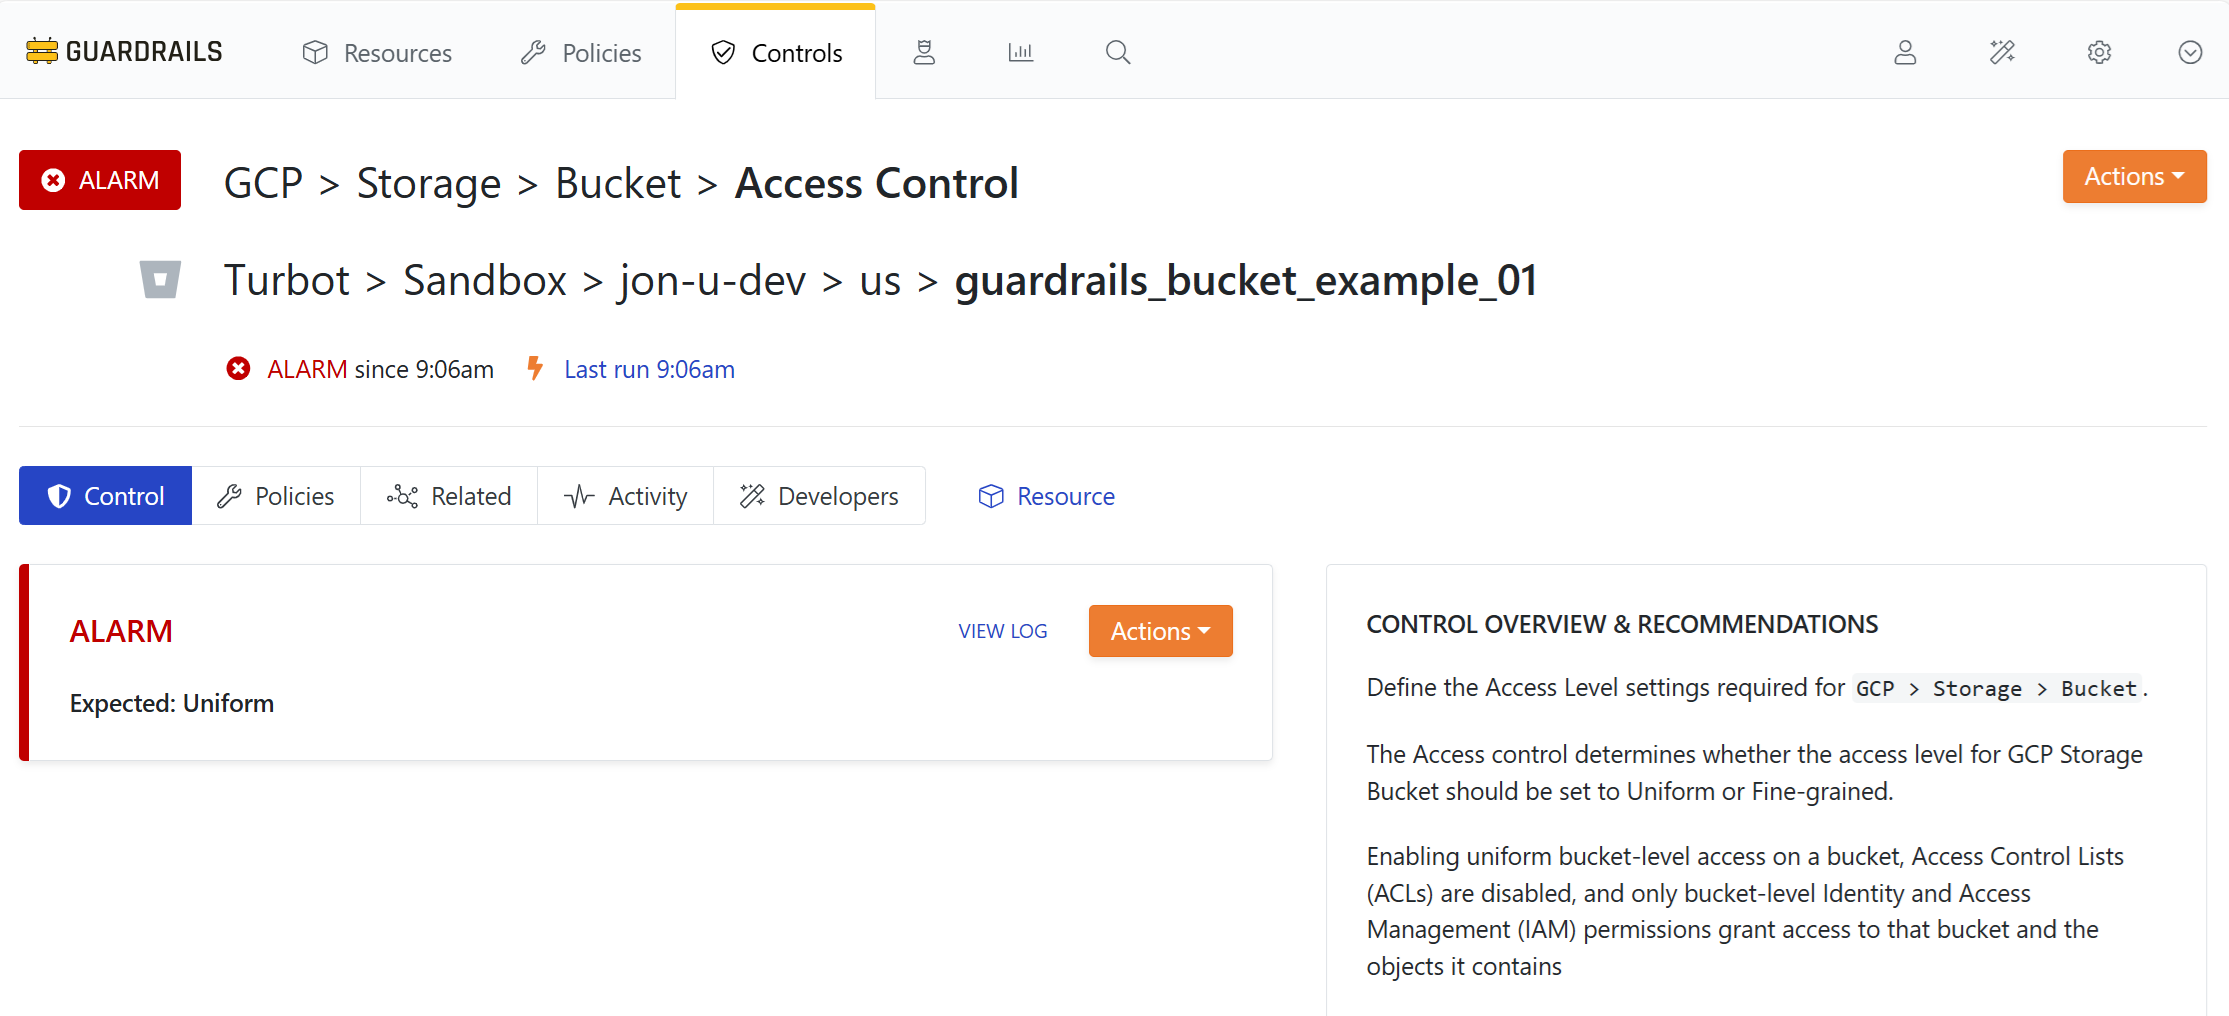 GUARDRAILS Resources Policies Controls
ALARM GCP > Storage > Bucket > Access Control Actions
Turbot > Sandbox > jon-u-dev > us > guardrails_bucket_example_01
ALARM since 9:06am Last run 9:06am
Control Policies Related Activity Developers Resource
ALARM VIEW LOG Actions
Expected: Uniform
CONTROL OVERVIEW & RECOMMENDATIONS
Define the Access Level settings required for GCP > Storage > Bucket.
The Access control determines whether the access level for GCP Storage
Bucket should be set to Uniform or Fine-grained.
Enabling uniform bucket-level access on a bucket, Access Control Lists
(ACLs) are disabled, and only bucket-level Identity and Access
Management (IAM) permissions grant access to that bucket and the
objects it contains